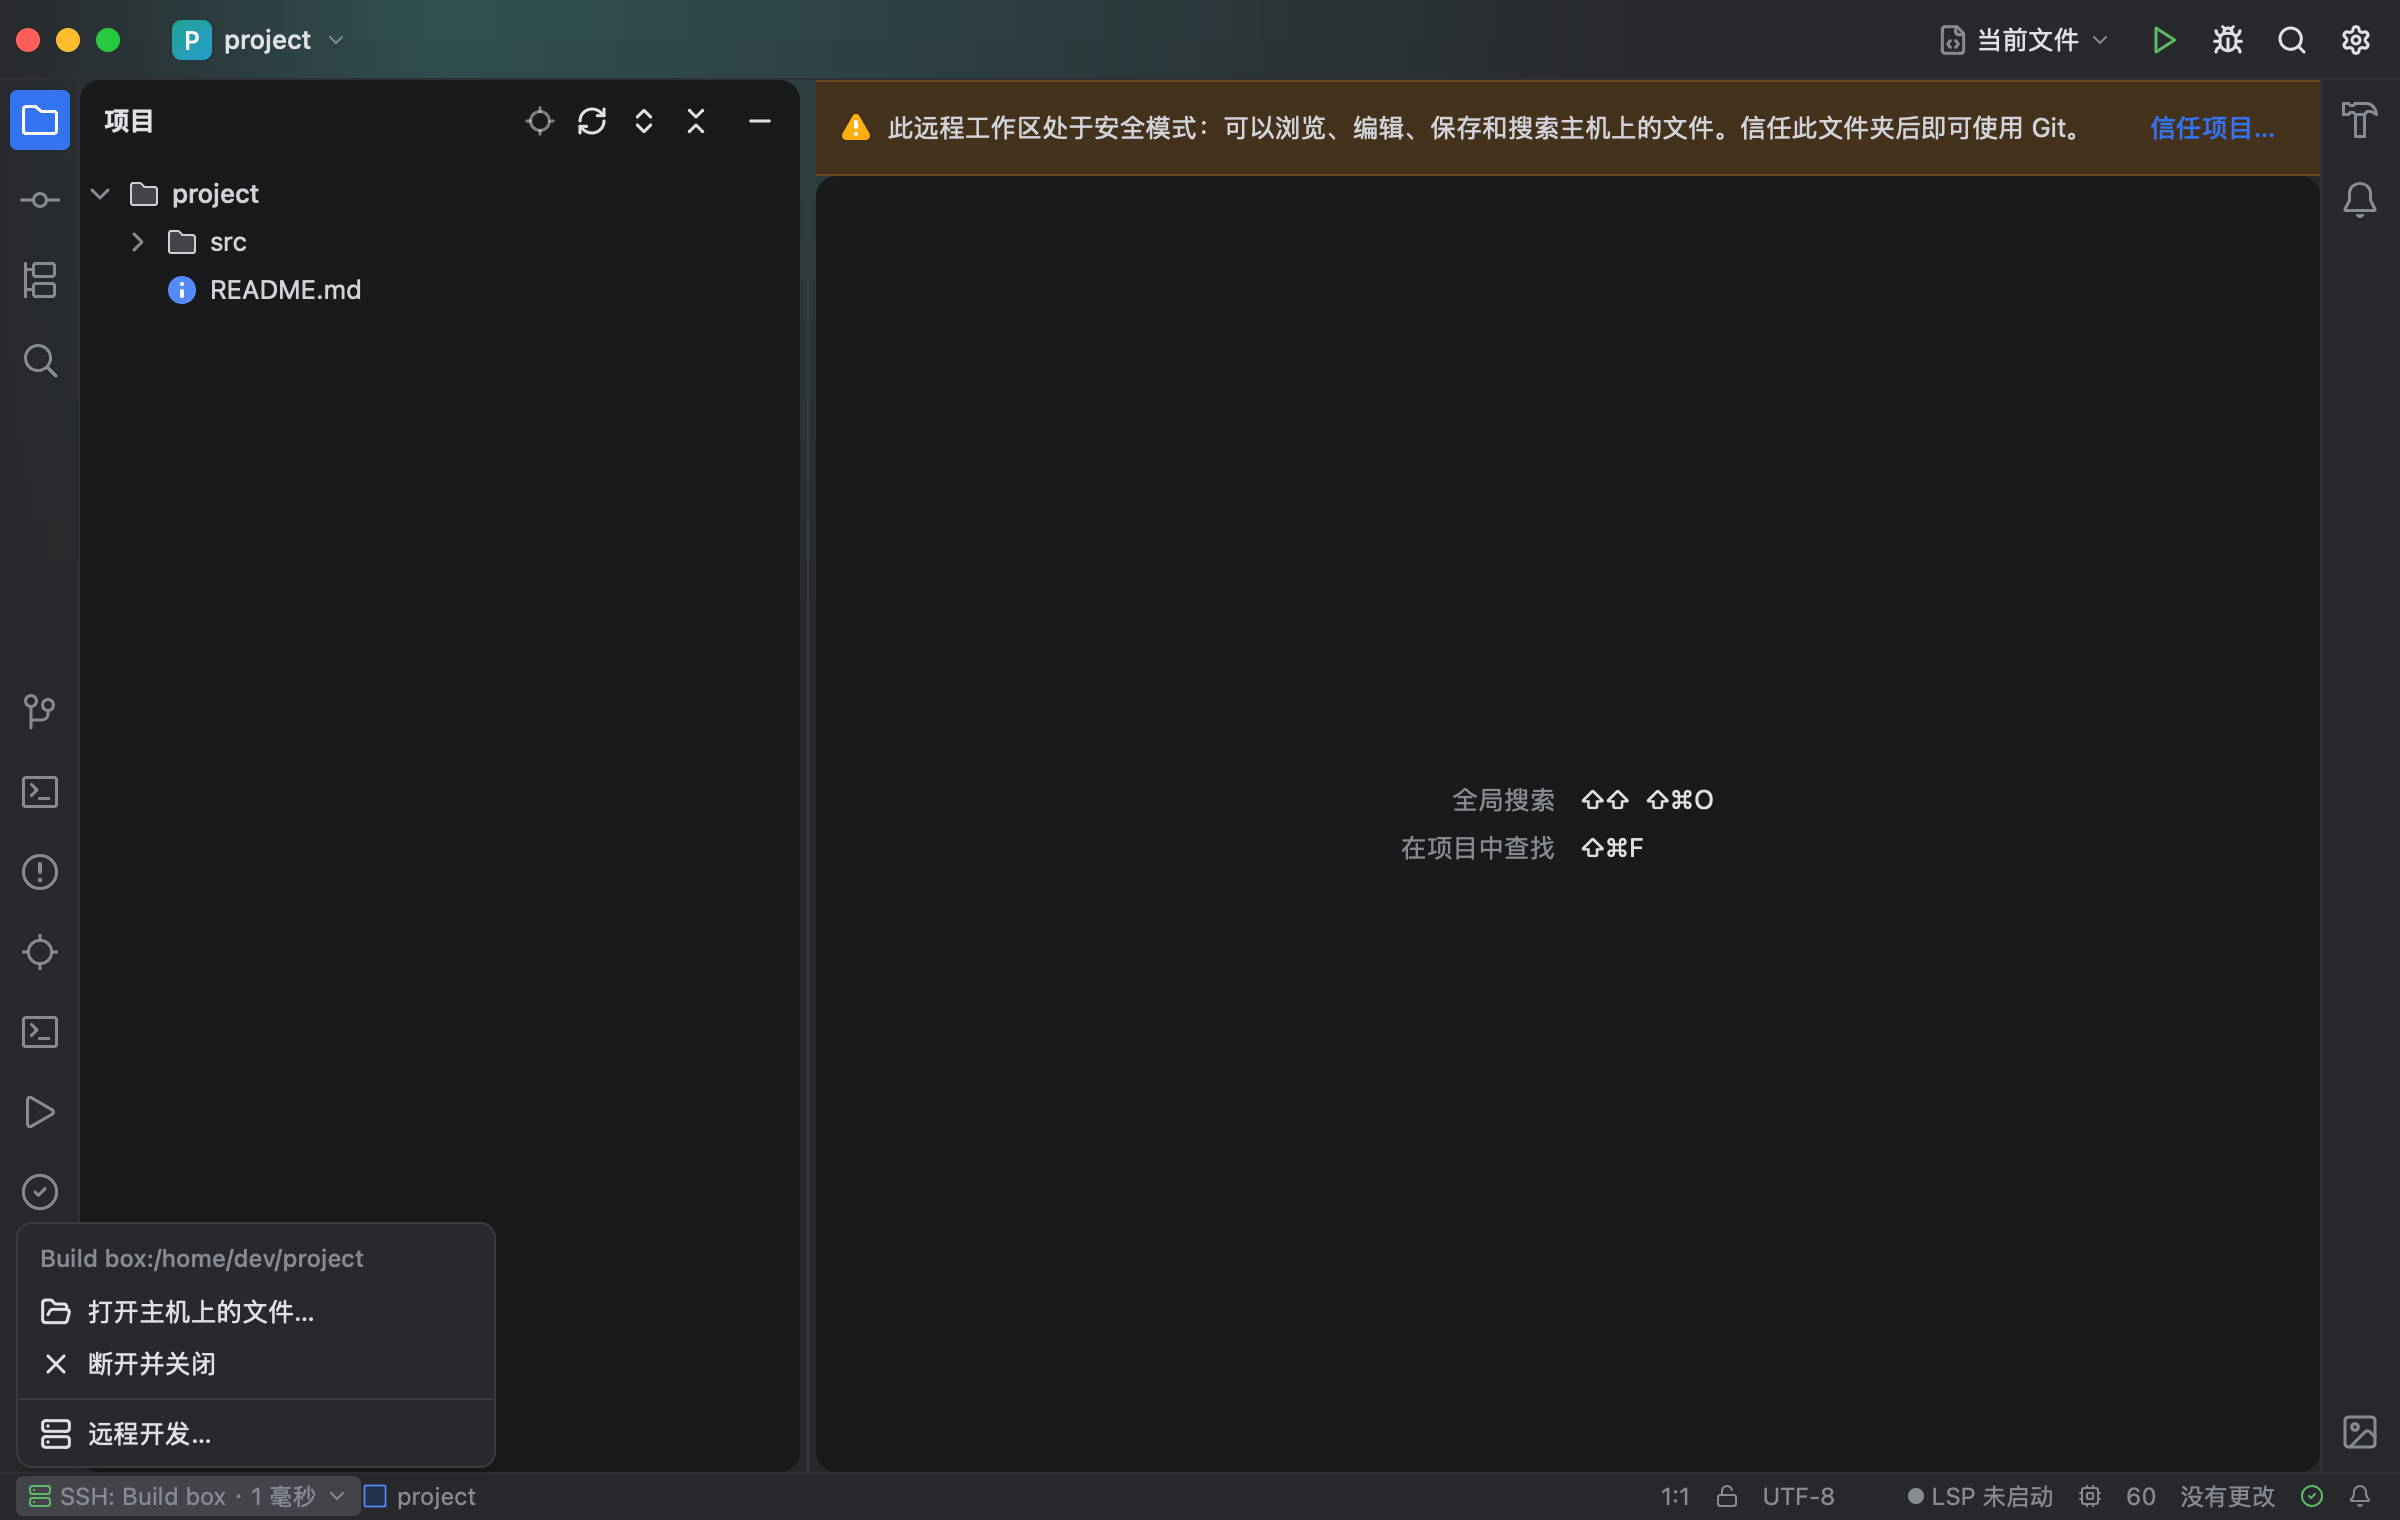 P project
当前文件
项目
此远程工作区处于安全模式：可以浏览、编辑、保存和搜索主机上的文件。信任此文件夹后即可使用 Git。
信任项目...
project
src
README.md
全局搜索 ⇧⇧ ⇧⌘O
在项目中查找 ⇧⌘F
Build box:/home/dev/project
打开主机上的文件...
断开并关闭
远程开发...
SSH: Build box · 1 毫秒
project
1:1
UTF-8
LSP 未启动
60
没有更改